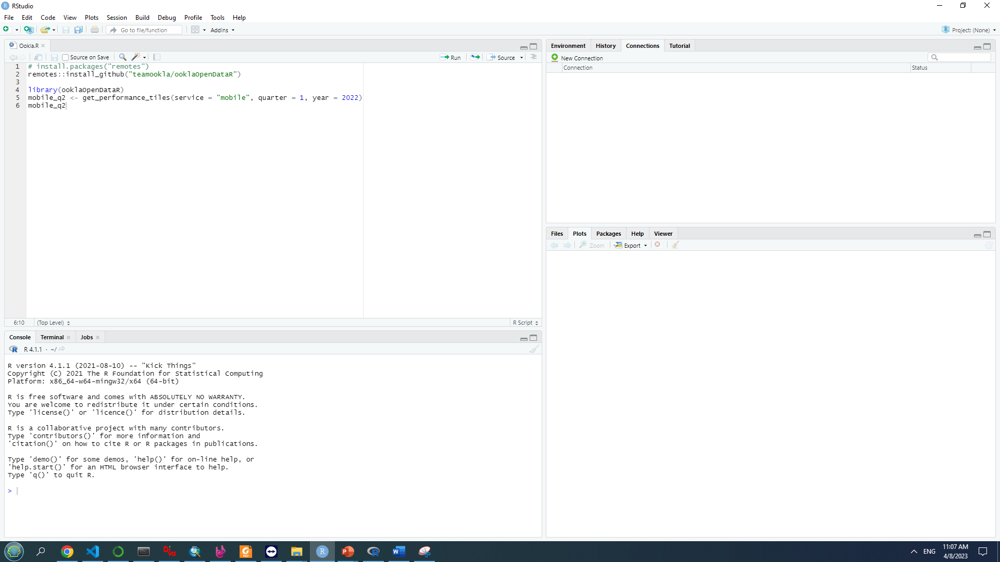 RStudio
File Edit Code View Plots Session Build Debug Profile Tools Help
Go to file/function Addins Project: (None)
Ookla.R
Source on Save Run Source
1 # install.packages("remotes")
2 remotes::install_github("teamookla/ooklaOpenDataR")
3
4 library(ooklaOpenDataR)
5 mobile_q2 <- get_performance_tiles(service = "mobile", quarter = 1, year = 2022)
6 mobile_q2
6:10 (Top Level) R Script
Console Terminal Jobs
R 4.1.1 · ~/
R version 4.1.1 (2021-08-10) -- "Kick Things"
Copyright (C) 2021 The R Foundation for Statistical Computing
Platform: x86_64-w64-mingw32/x64 (64-bit)
R is free software and comes with ABSOLUTELY NO WARRANTY.
You are welcome to redistribute it under certain conditions.
Type 'license()' or 'licence()' for distribution details.
R is a collaborative project with many contributors.
Type 'contributors()' for more information and
'citation()' on how to cite R or R packages in publications.
Type 'demo()' for some demos, 'help()' for on-line help, or
'help.start()' for an HTML browser interface to help.
Type 'q()' to quit R.
>
Environment History Connections Tutorial
New Connection
Connection Status
Files Plots Packages Help Viewer
Zoom Export
ENG
11:07 AM
4/8/2023